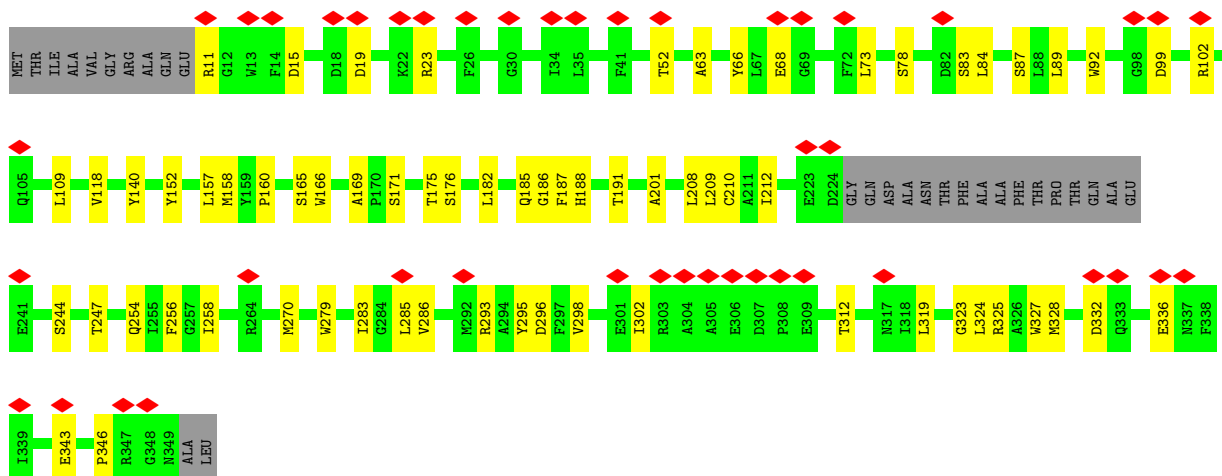 MET THR ILE ALA VAL GLY ARG ALA GLN GLU R11 G12 W13 F14 D15 D18 D19 K22 R23 F26 G30 I34 L35 F41 T52 A63 Y66 L67 E68 G69 F72 L73 S78 D82 S83 L84 S87 L88 L89 W92 G98 D99 R102
Q105 L109 V118 Y140 Y152 L157 M158 Y159 P160 S165 W166 A169 P170 S171 T175 S176 L182 Q185 G186 F187 H188 T191 A201 L208 L209 C210 A211 I212 E223 D224 GLY GLN ASP ALA ASN THR PHE ALA ALA PHE THR PRO THR THR GLN ALA GLU
E241 S244 T247 Q254 I255 F256 G257 I258 R264 M270 W279 I283 G284 L285 V286 M292 R293 A294 Y295 D296 F297 V298 E301 I302 R303 A304 A305 E306 D307 P308 E309 T312 N317 I318 L319 G323 L324 R325 A326 W327 M328 D332 Q333 E336 N337 F338
I339 E343 P346 R347 G348 N349 ALA LEU